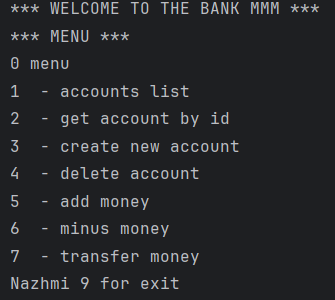 *** WELCOME TO THE BANK MMM ***
*** MENU ***
0 menu
1  - accounts list
2  - get account by id
3  - create new account
4  - delete account
5  - add money
6  - minus money
7  - transfer money
Nazhmi 9 for exit